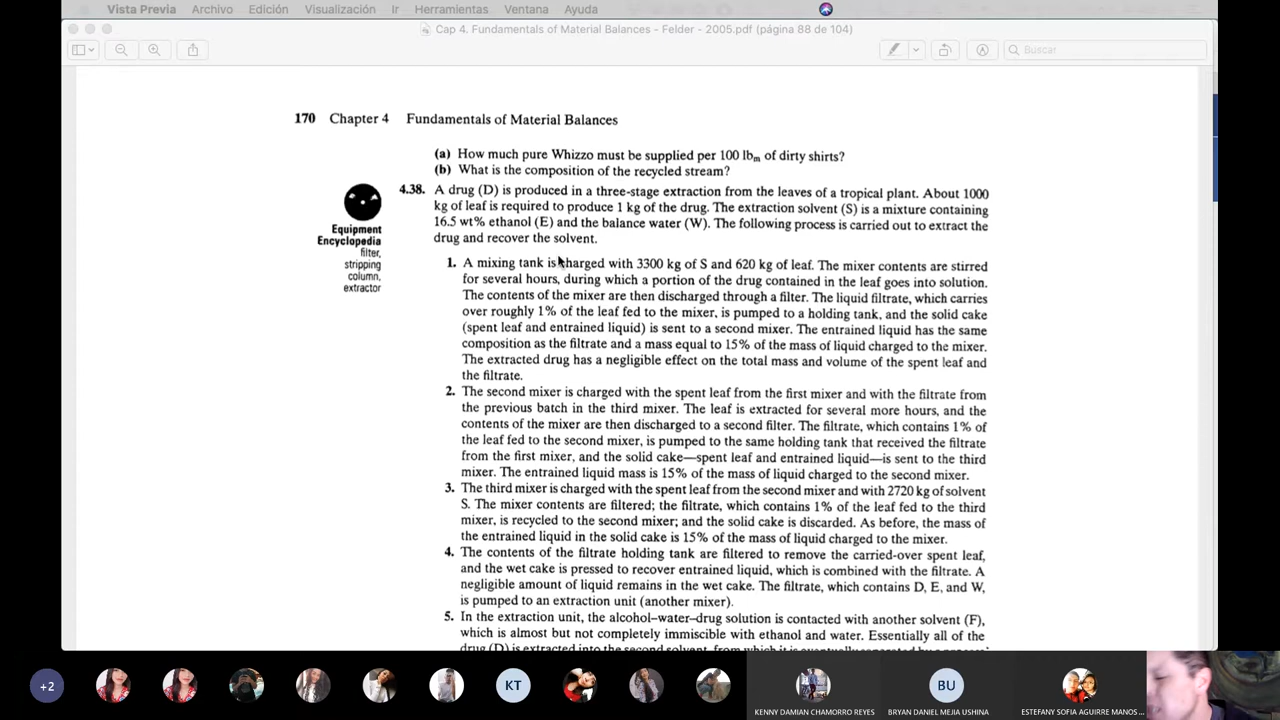 Vista Previa Archivo Edición Visualización Ir Herramientas Ventana Ayuda
Cap 4. Fundamentals of Material Balances – Felder - 2005.pdf (página 88 de 104)
Buscar
170 Chapter 4 Fundamentals of Material Balances
(a) How much pure Whizzo must be supplied per 100 lbm of dirty shirts?
(b) What is the composition of the recycled stream?
Equipment
Encyclopedia
filter,
stripping
column,
extractor
4.38. A drug (D) is produced in a three-stage extraction from the leaves of a tropical plant. About 1000
kg of leaf is required to produce 1 kg of the drug. The extraction solvent (S) is a mixture containing
16.5 wt% ethanol (E) and the balance water (W). The following process is carried out to extract the
drug and recover the solvent.
1. A mixing tank is charged with 3300 kg of S and 620 kg of leaf. The mixer contents are stirred
for several hours, during which a portion of the drug contained in the leaf goes into solution.
The contents of the mixer are then discharged through a filter. The liquid filtrate, which carries
over roughly 1% of the leaf fed to the mixer, is pumped to a holding tank, and the solid cake
(spent leaf and entrained liquid) is sent to a second mixer. The entrained liquid has the same
composition as the filtrate and a mass equal to 15% of the mass of liquid charged to the mixer.
The extracted drug has a negligible effect on the total mass and volume of the spent leaf and
the filtrate.
2. The second mixer is charged with the spent leaf from the first mixer and with the filtrate from
the previous batch in the third mixer. The leaf is extracted for several more hours, and the
contents of the mixer are then discharged to a second filter. The filtrate, which contains 1% of
the leaf fed to the second mixer, is pumped to the same holding tank that received the filtrate
from the first mixer, and the solid cake—spent leaf and entrained liquid—is sent to the third
mixer. The entrained liquid mass is 15% of the mass of liquid charged to the second mixer.
3. The third mixer is charged with the spent leaf from the second mixer and with 2720 kg of solvent
S. The mixer contents are filtered; the filtrate, which contains 1% of the leaf fed to the third
mixer, is recycled to the second mixer; and the solid cake is discarded. As before, the mass of
the entrained liquid in the solid cake is 15% of the mass of liquid charged to the mixer.
4. The contents of the filtrate holding tank are filtered to remove the carried-over spent leaf,
and the wet cake is pressed to recover entrained liquid, which is combined with the filtrate. A
negligible amount of liquid remains in the wet cake. The filtrate, which contains D, E, and W,
is pumped to an extraction unit (another mixer).
5. In the extraction unit, the alcohol–water–drug solution is contacted with another solvent (F),
which is almost but not completely immiscible with ethanol and water. Essentially all of the
drug (D) is extracted into the second solvent, from which it is eventually separated by a process
+2
KT
BU
KENNY DAMIAN CHAMORRO REYES
BRYAN DANIEL MEJIA USHINA
ESTEFANY SOFIA AGUIRRE MANOS ...